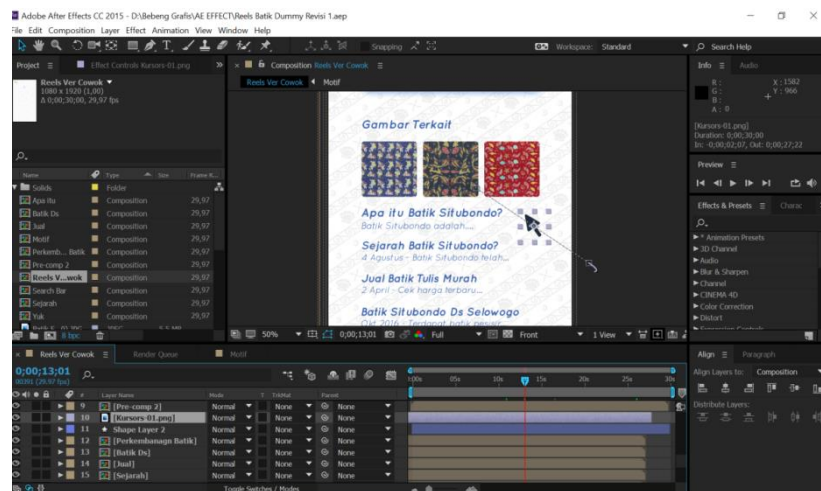 Adobe After Effects CC 2015 - D:\Bebeng Grafis\AE EFFECT\Reels Batik Dummy Revisi 1.aep
File Edit Composition Layer Effect Animation View Window Help
Snapping
Workspace: Standard
Search Help
Project
Effect Controls Kursors-01.png
Composition Reels Ver Cowok
Info
Audio
Reels Ver Cowok
1080 x 1920 (1,00)
Δ 0;00;30;00, 29,97 fps
Reels Ver Cowok
Motif
R :
G :
B :
A : 0
X : 1582
Y : 966
[Kursors-01.png]
Duration: 0;00;30;00
In: -0;00;02;07, Out: 0;00;27;22
Preview
Effects & Presets
Charac
* Animation Presets
3D Channel
Audio
Blur & Sharpen
Channel
CINEMA 4D
Color Correction
Distort
Name
Type
Size
Frame R...
Solids
Folder
Apa itu
Composition
29,97
Batik Ds
Composition
29,97
Jual
Composition
29,97
Motif
Composition
29,97
Perkemb... Batik
Composition
29,97
Pre-comp 2
Composition
29,97
Reels V...wok
Composition
29,97
Search Bar
Composition
29,97
Sejarah
Composition
29,97
Yuk
Composition
29,97
8 bpc
Gambar Terkait
Apa itu Batik Situbondo?
Batik Situbondo adalah....
Sejarah Batik Situbondo?
4 Agustus - Batik Situbondo telah...
Jual Batik Tulis Murah
2 April - Cek harga terbaru...
Batik Situbondo Ds Selowogo
Okt 2016 - Terdapat batik pesisir
50%
0;00;13;01
Full
Front
1 View
Reels Ver Cowok
Render Queue
Motif
Align
Paragraph
0;00;13;01
00391 (29.97 fps)
Align Layers to: Composition
Distribute Layers:
#
Layer Name
Mode
T
TrkMat
Parent
05s
10s
15s
20s
25s
30s
9 [Pre-comp 2] Normal None None
10 [Kursors-01.png] Normal None None
11 Shape Layer 2 Normal None None
12 [Perkembanagn Batik] Normal None None
13 [Batik Ds] Normal None None
14 [Jual] Normal None None
15 [Sejarah] Normal None None
Toggle Switches / Modes